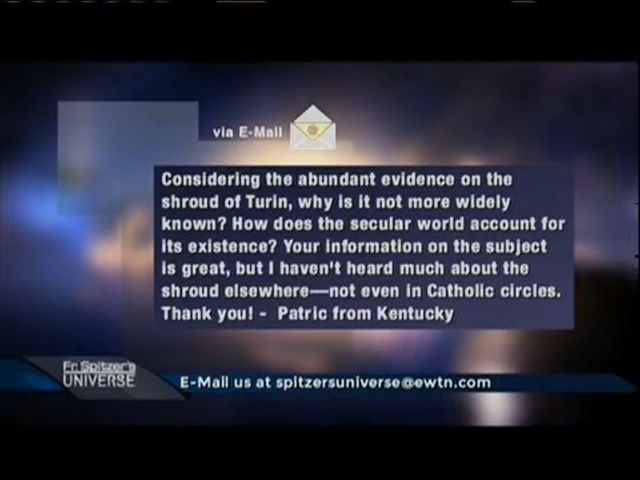 via E-Mail
Considering the abundant evidence on the
shroud of Turin, why is it not more widely
known? How does the secular world account for
its existence? Your information on the subject
is great, but I haven't heard much about the
shroud elsewhere—not even in Catholic circles.
Thank you! - Patric from Kentucky
Fr. Spitzer's
UNIVERSE
E-Mail us at spitzersuniverse@ewtn.com